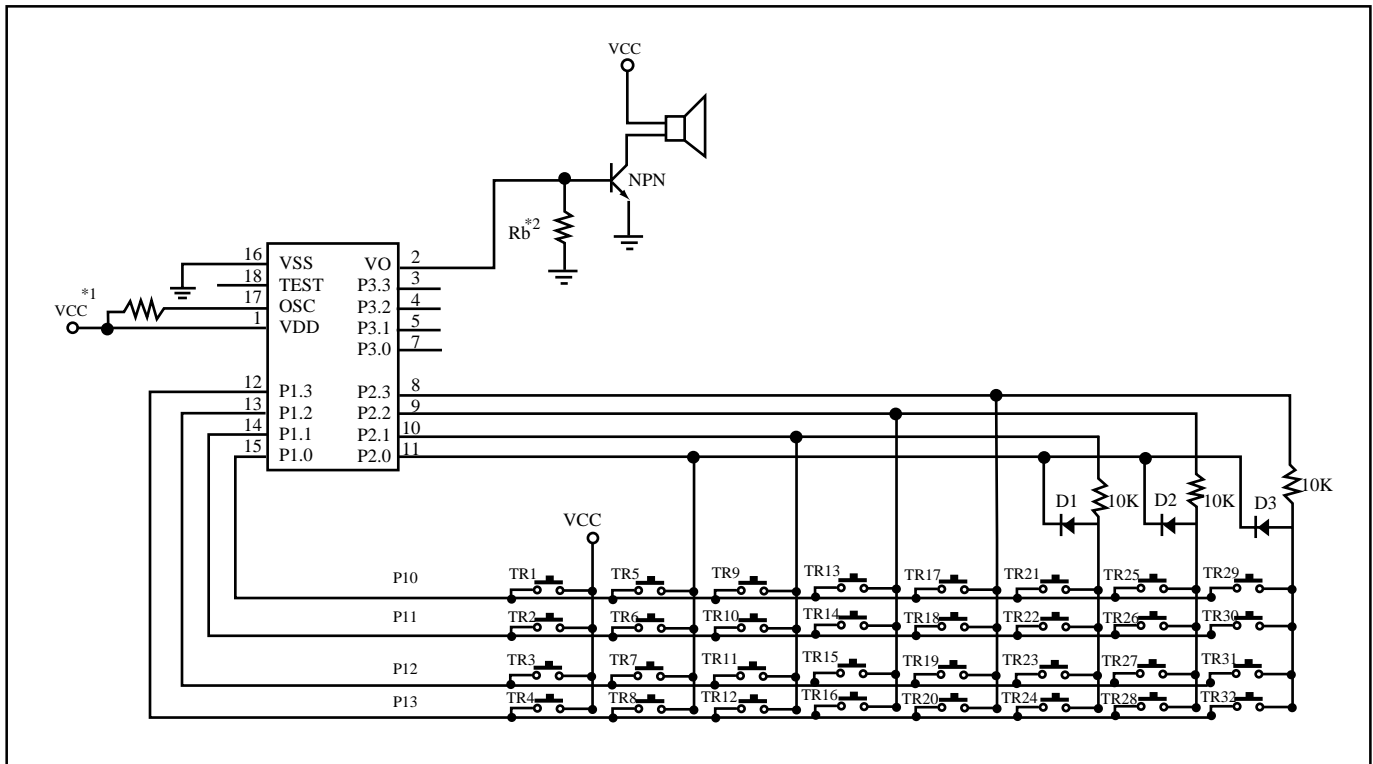 VCC
NPN
Rb*2
16 VSS
18 TEST
17 OSC
1 VDD
VCC *1
VO 2
P3.3 3
P3.2 4
P3.1 5
P3.0 7
12 P1.3
13 P1.2
14 P1.1
15 P1.0
P2.3 8
P2.2 9
P2.1 10
P2.0 11
D1 10K D2 10K D3 10K
VCC
P10 TR1 TR5 TR9 TR13 TR17 TR21 TR25 TR29
P11 TR2 TR6 TR10 TR14 TR18 TR22 TR26 TR30
P12 TR3 TR7 TR11 TR15 TR19 TR23 TR27 TR31
P13 TR4 TR8 TR12 TR16 TR20 TR24 TR28 TR32